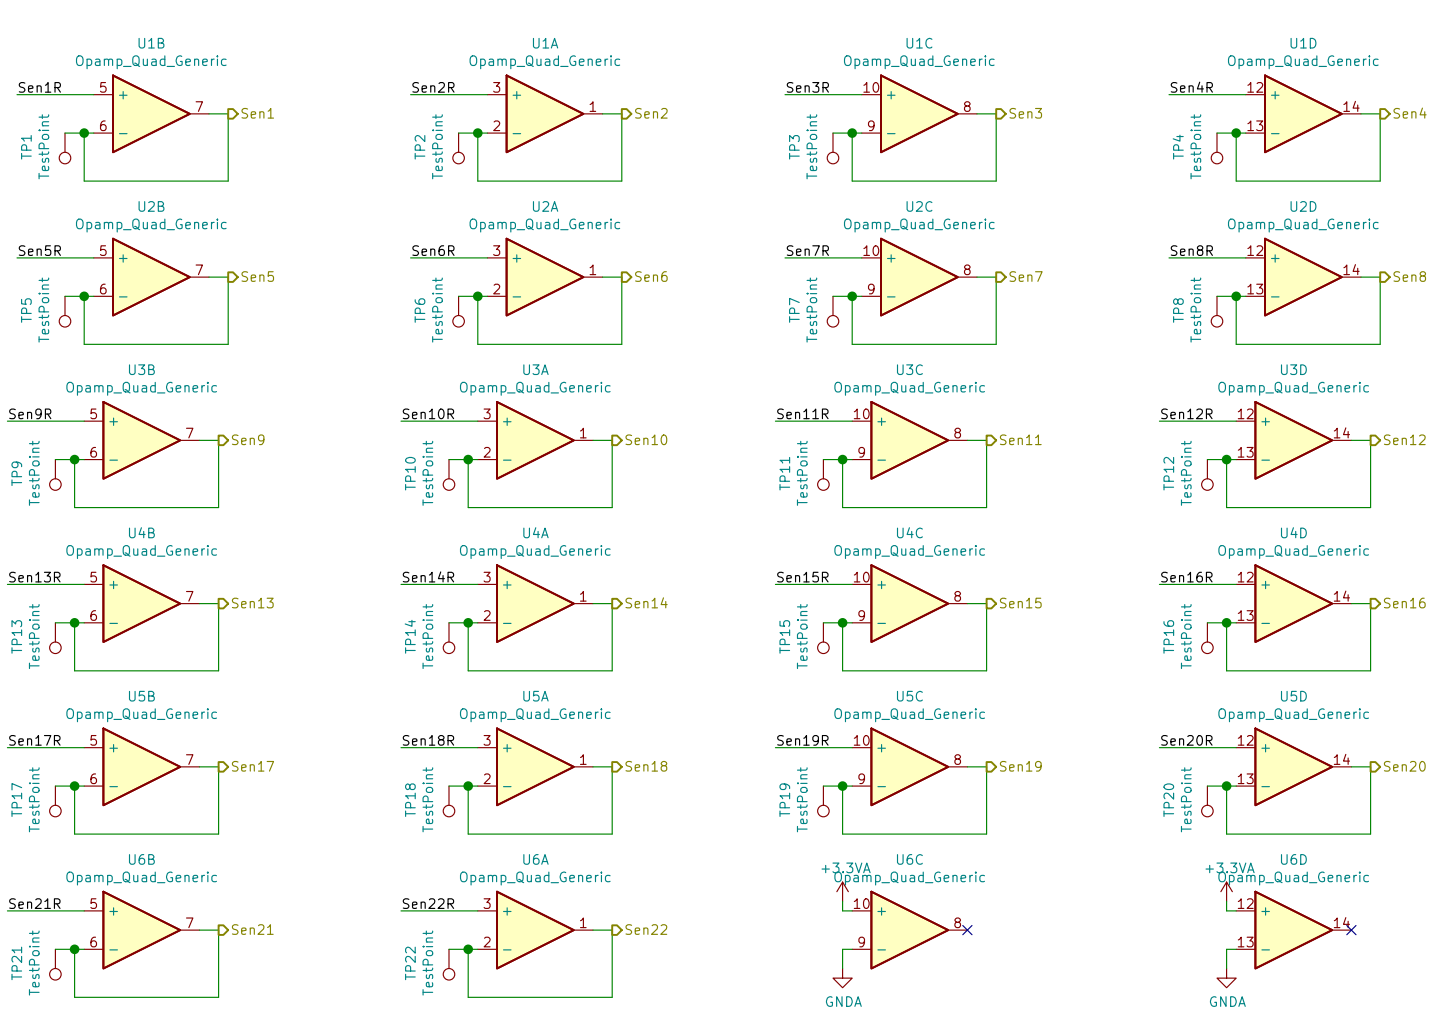 U1B
Opamp_Quad_Generic
Sen1R
5
+
7
Sen1
6
−
TP1
TestPoint
U1A
Opamp_Quad_Generic
Sen2R
3
+
1
Sen2
2
−
TP2
TestPoint
U1C
Opamp_Quad_Generic
Sen3R
10
+
8
Sen3
9
−
TP3
TestPoint
U1D
Opamp_Quad_Generic
Sen4R
12
+
14
Sen4
13
−
TP4
TestPoint
U2B
Opamp_Quad_Generic
Sen5R
5
+
7
Sen5
6
−
TP5
TestPoint
U2A
Opamp_Quad_Generic
Sen6R
3
+
1
Sen6
2
−
TP6
TestPoint
U2C
Opamp_Quad_Generic
Sen7R
10
+
8
Sen7
9
−
TP7
TestPoint
U2D
Opamp_Quad_Generic
Sen8R
12
+
14
Sen8
13
−
TP8
TestPoint
U3B
Opamp_Quad_Generic
Sen9R
5
+
7
Sen9
6
−
TP9
TestPoint
U3A
Opamp_Quad_Generic
Sen10R
3
+
1
Sen10
2
−
TP10
TestPoint
U3C
Opamp_Quad_Generic
Sen11R
10
+
8
Sen11
9
−
TP11
TestPoint
U3D
Opamp_Quad_Generic
Sen12R
12
+
14
Sen12
13
−
TP12
TestPoint
U4B
Opamp_Quad_Generic
Sen13R
5
+
7
Sen13
6
−
TP13
TestPoint
U4A
Opamp_Quad_Generic
Sen14R
3
+
1
Sen14
2
−
TP14
TestPoint
U4C
Opamp_Quad_Generic
Sen15R
10
+
8
Sen15
9
−
TP15
TestPoint
U4D
Opamp_Quad_Generic
Sen16R
12
+
14
Sen16
13
−
TP16
TestPoint
U5B
Opamp_Quad_Generic
Sen17R
5
+
7
Sen17
6
−
TP17
TestPoint
U5A
Opamp_Quad_Generic
Sen18R
3
+
1
Sen18
2
−
TP18
TestPoint
U5C
Opamp_Quad_Generic
Sen19R
10
+
8
Sen19
9
−
TP19
TestPoint
U5D
Opamp_Quad_Generic
Sen20R
12
+
14
Sen20
13
−
TP20
TestPoint
U6B
Opamp_Quad_Generic
Sen21R
5
+
7
Sen21
6
−
TP21
TestPoint
U6A
Opamp_Quad_Generic
Sen22R
3
+
1
Sen22
2
−
TP22
TestPoint
U6C
+3.3VA
Opamp_Quad_Generic
10
+
8
9
−
GNDA
U6D
+3.3VA
Opamp_Quad_Generic
12
+
14
13
−
GNDA